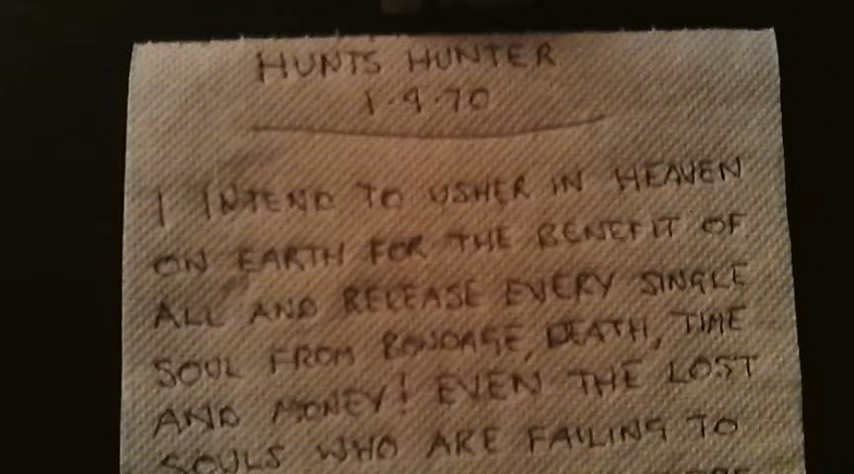 HUNTS HUNTER
1.9.70
I INTEND TO USHER IN HEAVEN
ON EARTH FOR THE BENEFIT OF
ALL AND RELEASE EVERY SINGLE
SOUL FROM BONDAGE, DEATH, TIME
AND MONEY! EVEN THE LOST
SOULS WHO ARE FAILING TO